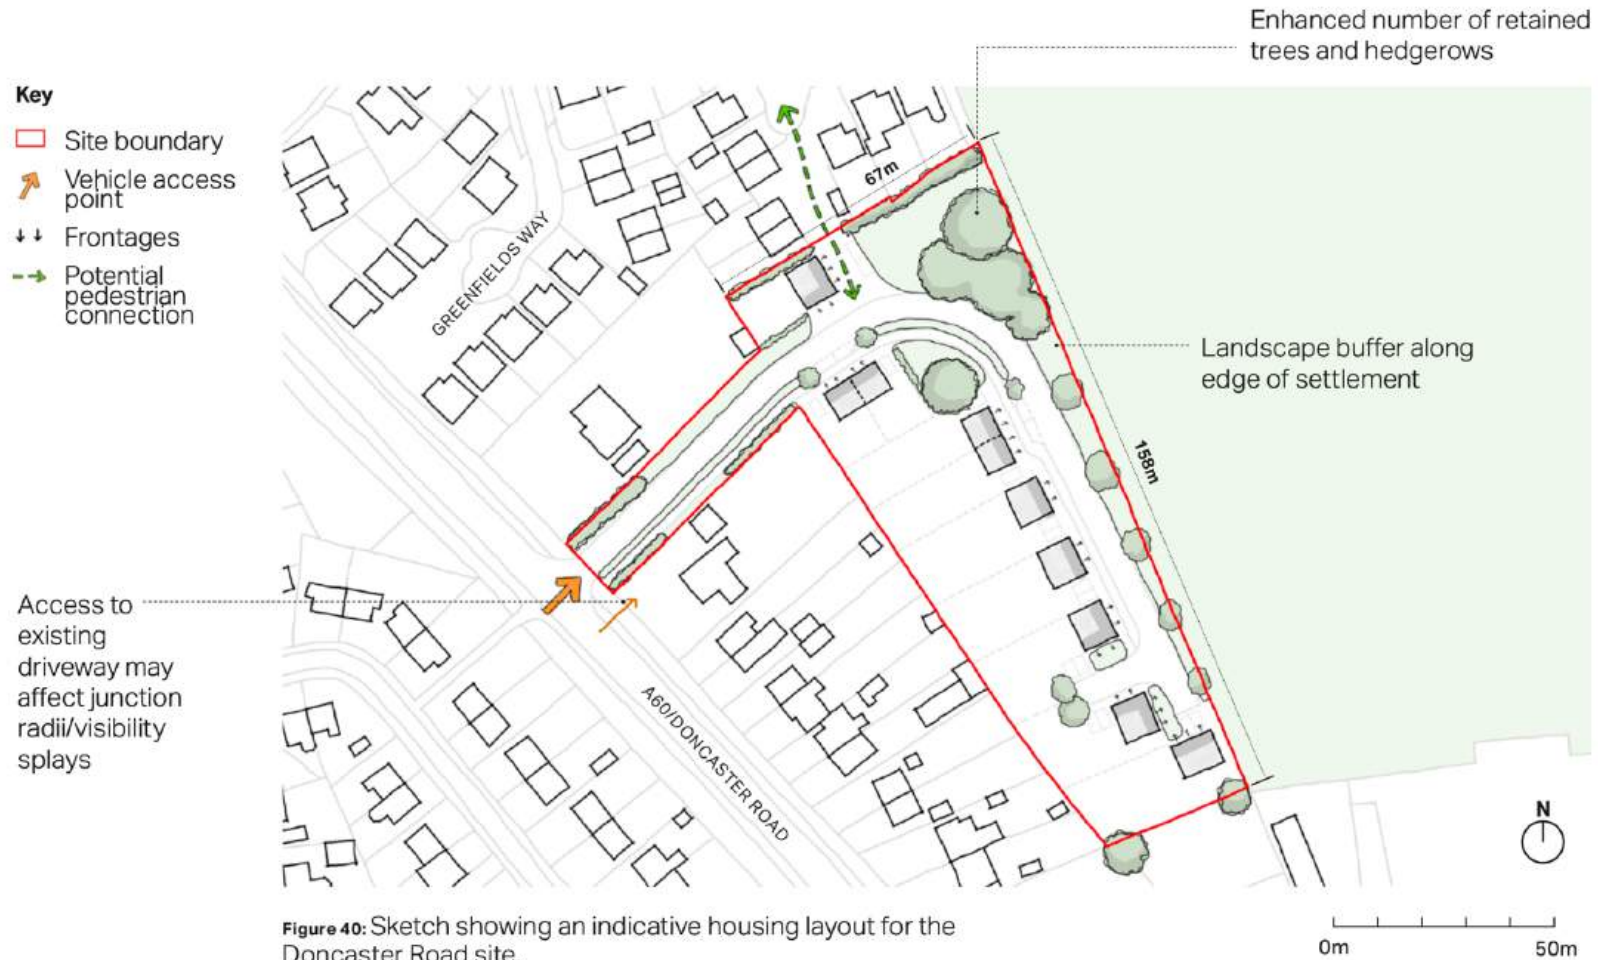 Enhanced number of retained
trees and hedgerows
Key
Site boundary
Vehicle access
point
Frontages
Potential
pedestrian
connection
67m
GREENFIELDS WAY
Landscape buffer along
edge of settlement
158m
Access to
existing
driveway may
affect junction
radii/visibility
splays
A60/DONCASTER ROAD
N
Figure 40: Sketch showing an indicative housing layout for the
Doncaster Road site.
0m
50m